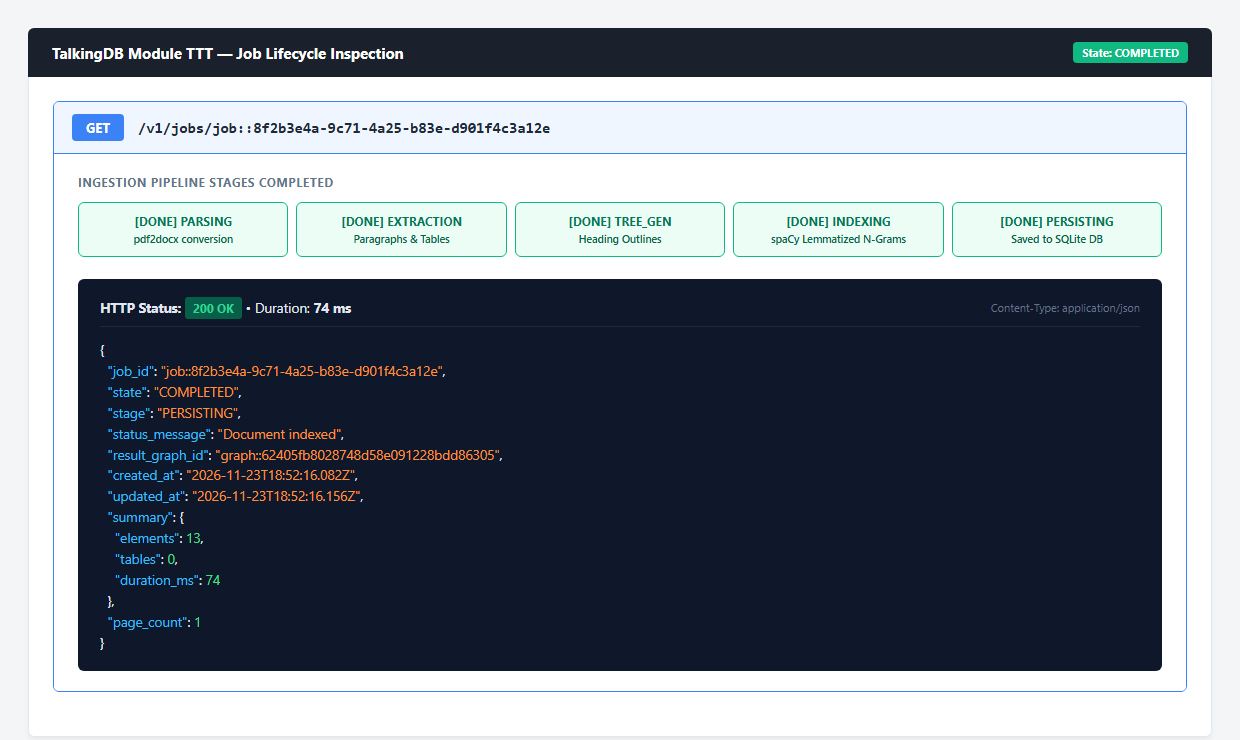 TalkingDB Module TTT — Job Lifecycle Inspection
State: COMPLETED
GET /v1/jobs/job::8f2b3e4a-9c71-4a25-b83e-d901f4c3a12e
INGESTION PIPELINE STAGES COMPLETED
[DONE] PARSING
pdf2docx conversion
[DONE] EXTRACTION
Paragraphs & Tables
[DONE] TREE_GEN
Heading Outlines
[DONE] INDEXING
spaCy Lemmatized N-Grams
[DONE] PERSISTING
Saved to SQLite DB
HTTP Status: 200 OK • Duration: 74 ms
Content-Type: application/json
{
"job_id": "job::8f2b3e4a-9c71-4a25-b83e-d901f4c3a12e",
"state": "COMPLETED",
"stage": "PERSISTING",
"status_message": "Document indexed",
"result_graph_id": "graph::62405fb8028748d58e091228bdd86305",
"created_at": "2026-11-23T18:52:16.082Z",
"updated_at": "2026-11-23T18:52:16.156Z",
"summary": {
"elements": 13,
"tables": 0,
"duration_ms": 74
},
"page_count": 1
}